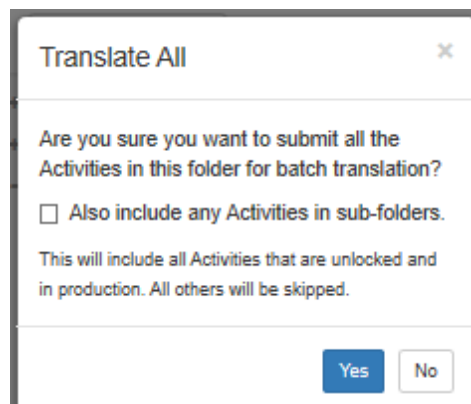 Translate All
×
Are you sure you want to submit all the
Activities in this folder for batch translation?
Also include any Activities in sub-folders.
This will include all Activities that are unlocked and
in production. All others will be skipped.
Yes No